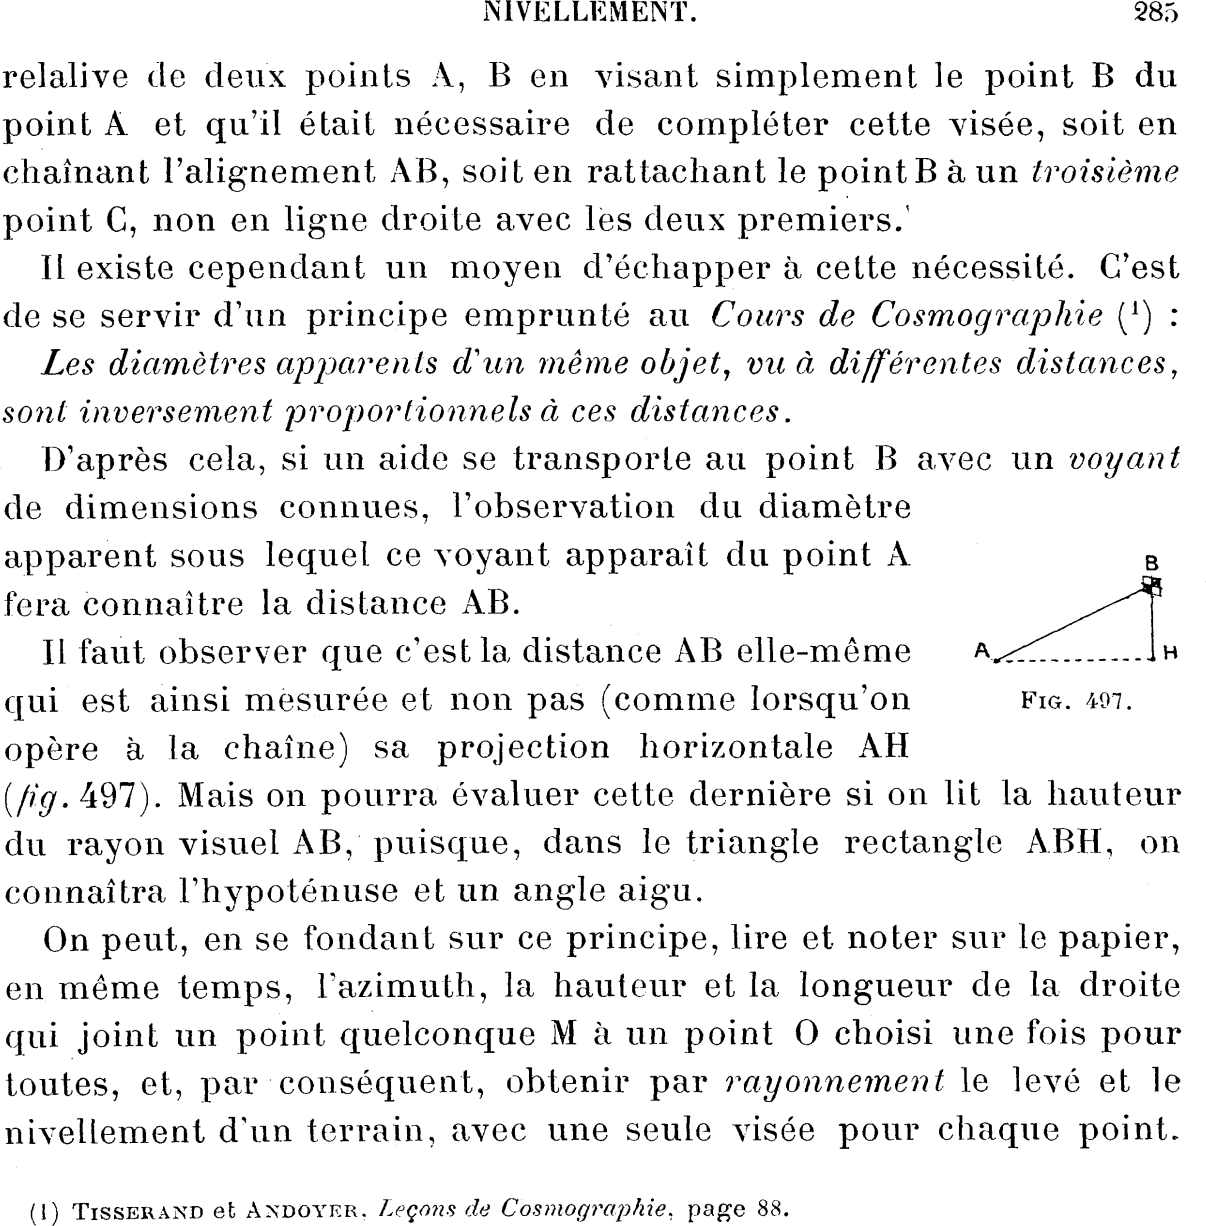 NIVELLEMENT. 285
relalive de deux points A, B en visant simplement le point B du
point A et qu'il était nécessaire de compléter cette visée, soit en
chaînant l'alignement AB, soit en rattachant le point B à un troisième
point C, non en ligne droite avec les deux premiers.
Il existe cependant un moyen d'échapper à cette nécessité. C'est
de se servir d'un principe emprunté au Cours de Cosmographie (1) :
Les diamètres apparents d'un même objet, vu à différentes distances,
sont inversement proportionnels à ces distances.
D'après cela, si un aide se transporte au point B avec un voyant
de dimensions connues, l'observation du diamètre
apparent sous lequel ce voyant apparaît du point A
fera connaître la distance AB.
Il faut observer que c'est la distance AB elle-même
qui est ainsi mesurée et non pas (comme lorsqu'on
opère à la chaîne) sa projection horizontale AH
B
A H
FIG. 497.
(fig. 497). Mais on pourra évaluer cette dernière si on lit la hauteur
du rayon visuel AB, puisque, dans le triangle rectangle ABH, on
connaîtra l'hypoténuse et un angle aigu.
On peut, en se fondant sur ce principe, lire et noter sur le papier,
en même temps, l'azimuth, la hauteur et la longueur de la droite
qui joint un point quelconque M à un point O choisi une fois pour
toutes, et, par conséquent, obtenir par rayonnement le levé et le
nivellement d'un terrain, avec une seule visée pour chaque point.
(1) TISSERAND et ANDOYER. Leçons de Cosmographie, page 88.